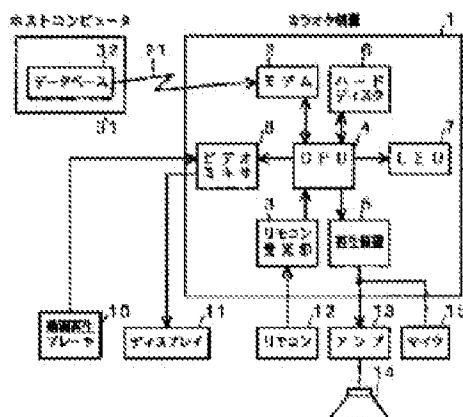 ホストコンピュータ
カラオケ装置
1
32
データベース
21
31
2
モデム
6
ハード
ディスク
8
ビデオ
ミキサ
4
CPU
7
LED
3
リモコン
受光部
5
再生装置
10
動画再生
プレーヤ
11
ディスプレイ
12
リモコン
13
アンプ
15
マイク
14